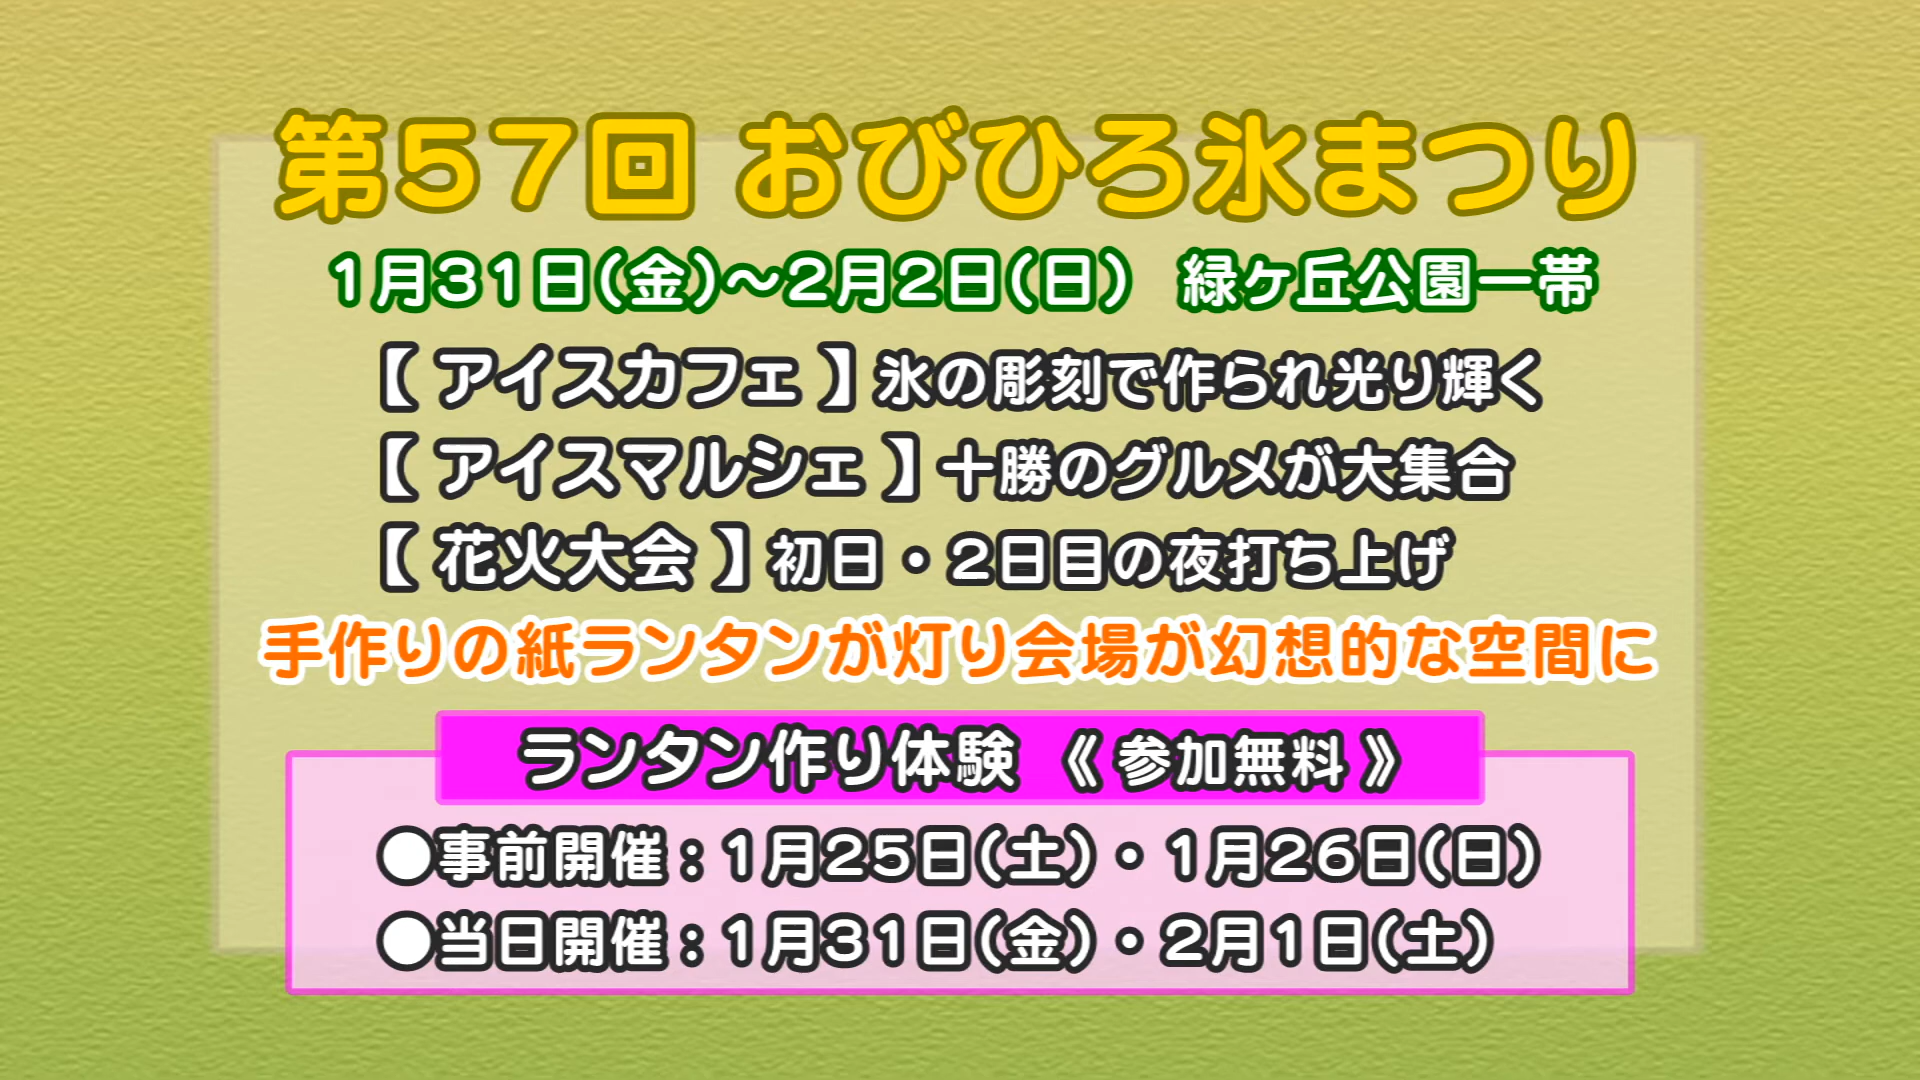 第57回 おびひろ氷まつり
1月31日(金)～2月2日(日) 緑ヶ丘公園一帯
【 アイスカフェ 】氷の彫刻で作られ光り輝く
【 アイスマルシェ 】十勝のグルメが大集合
【 花火大会 】初日・2日目の夜打ち上げ
手作りの紙ランタンが灯り会場が幻想的な空間に
ランタン作り体験 《 参加無料 》
●事前開催：1月25日(土)・1月26日(日)
●当日開催：1月31日(金)・2月1日(土)